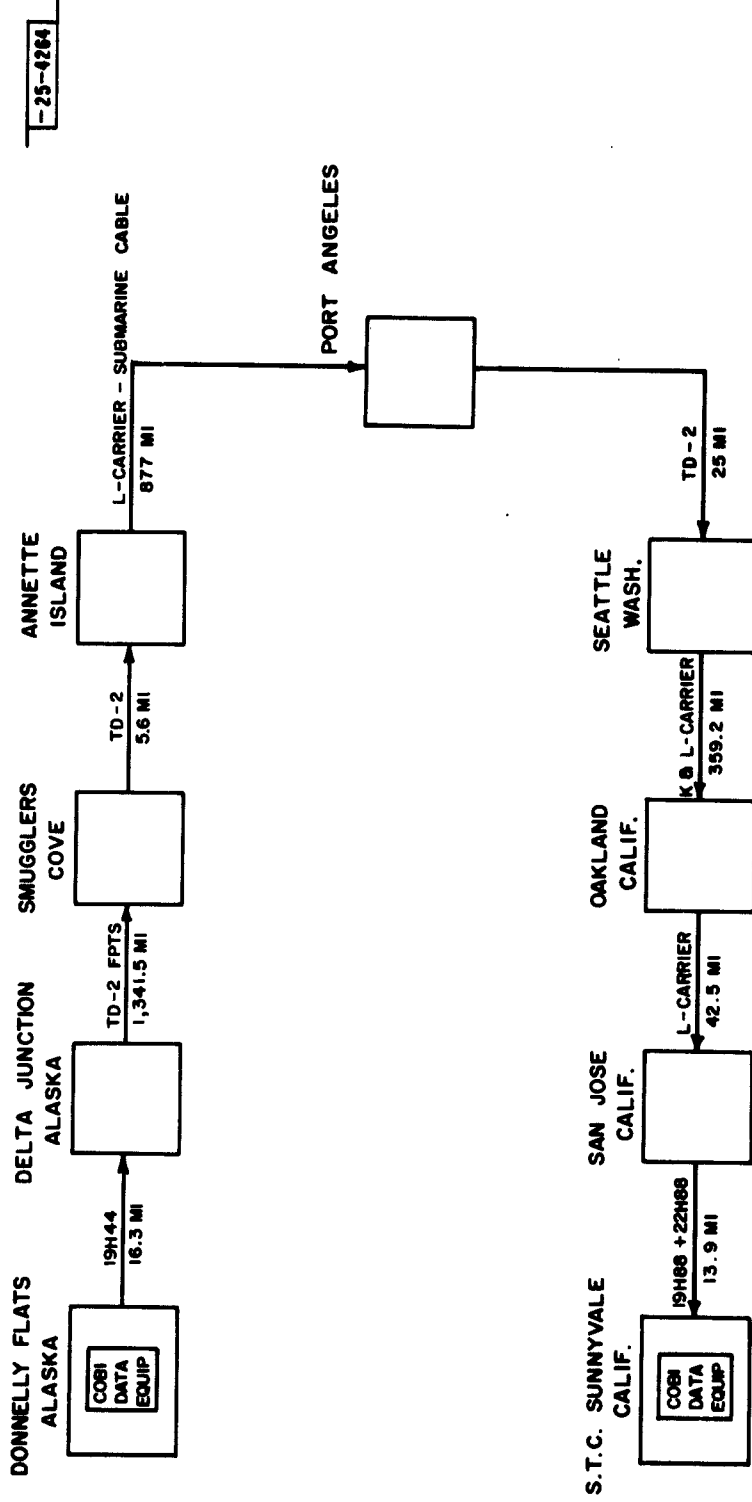 -25-4264
DONNELLY FLATS
ALASKA
COBI
DATA
EQUIP
19H44
16.3 MI
DELTA JUNCTION
ALASKA
TD-2 FPTS
1,341.5 MI
SMUGGLERS
COVE
TD-2
5.6 MI
ANNETTE
ISLAND
L-CARRIER - SUBMARINE CABLE
877 MI
PORT ANGELES
TD-2
25 MI
SEATTLE
WASH.
K & L-CARRIER
359.2 MI
OAKLAND
CALIF.
L-CARRIER
42.5 MI
SAN JOSE
CALIF.
19H88 + 22H88
13.9 MI
S.T.C. SUNNYVALE
CALIF.
COBI
DATA
EQUIP